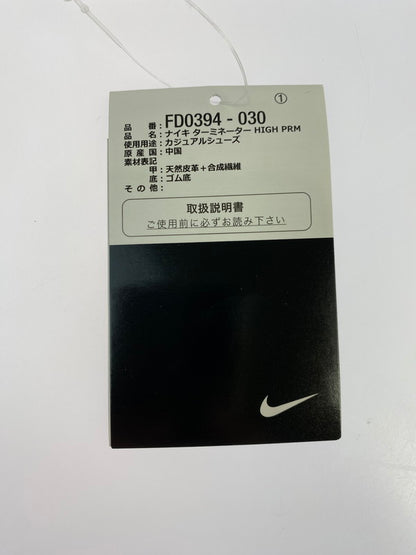 ①
品番：FD0394 - 030
品名：ナイキ ターミネーター HIGH PRM
使用用途：カジュアルシューズ
原産国：中国
素材表記
甲：天然皮革＋合成繊維
底：ゴム底
その他：
取扱説明書
ご使用前に必ずお読み下さい